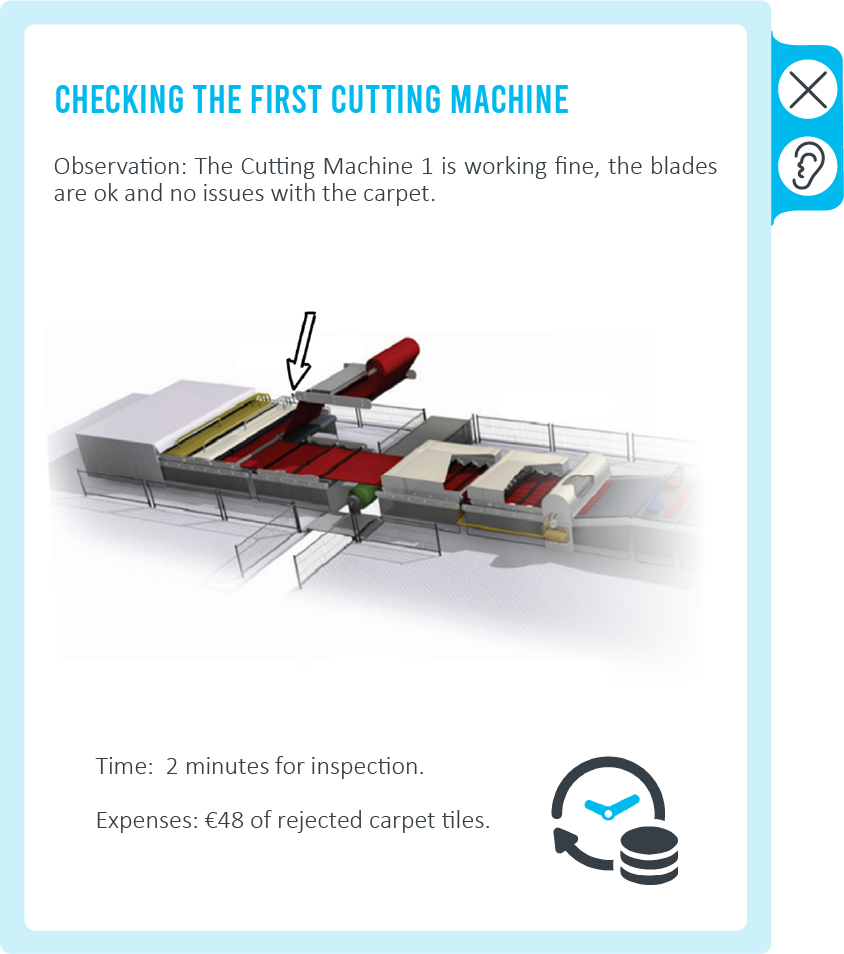 CHECKING THE FIRST CUTTING MACHINE
Observation: The Cutting Machine 1 is working fine, the blades
are ok and no issues with the carpet.
Time: 2 minutes for inspection.
Expenses: €48 of rejected carpet tiles.